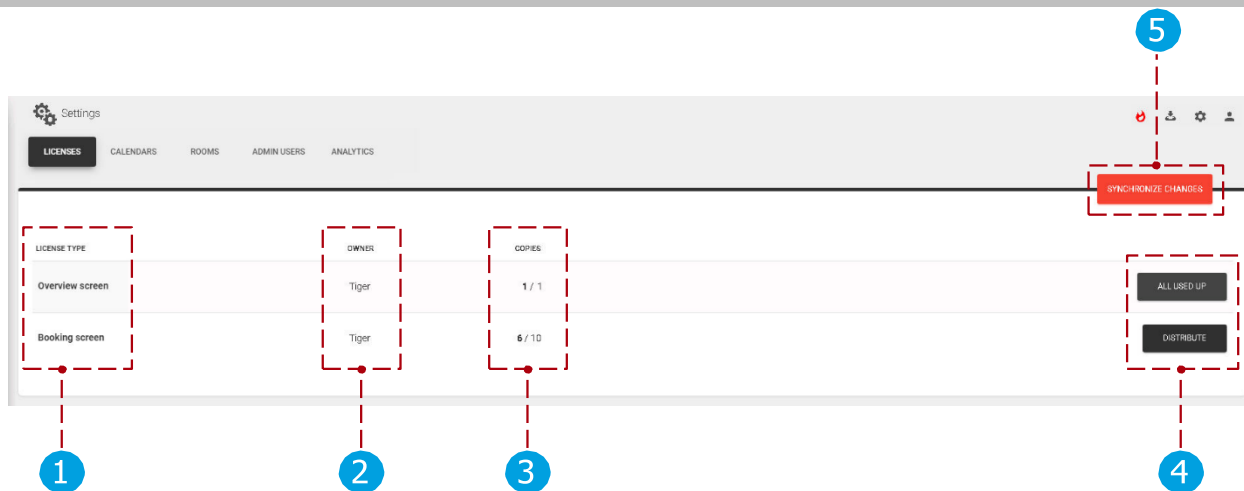 5
Settings
LICENSES CALENDARS ROOMS ADMIN USERS ANALYTICS
SYNCHRONIZE CHANGES
LICENSE TYPE OWNER COPIES
Overview screen Tiger 1 / 1 ALL USED UP
Booking screen Tiger 6 / 10 DISTRIBUTE
1 2 3 4